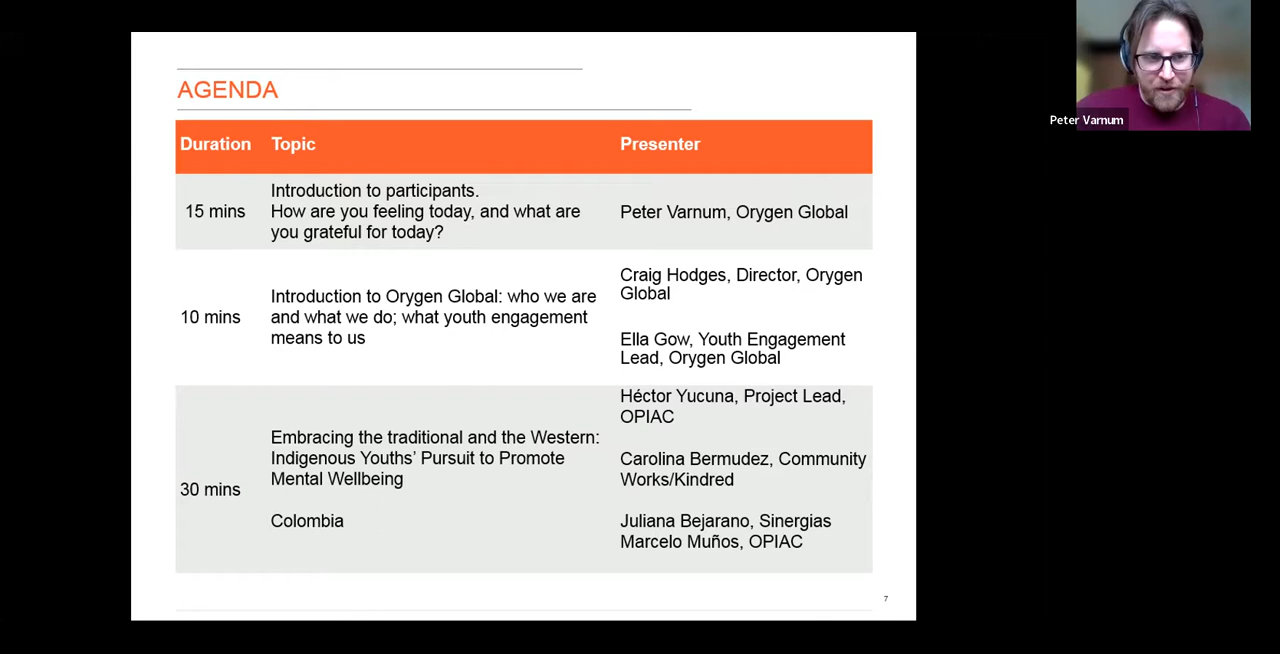 AGENDA
Duration Topic Presenter
15 mins
Introduction to participants.
How are you feeling today, and what are
you grateful for today?
Peter Varnum, Orygen Global
10 mins
Introduction to Orygen Global: who we are
and what we do; what youth engagement
means to us
Craig Hodges, Director, Orygen
Global
Ella Gow, Youth Engagement
Lead, Orygen Global
30 mins
Embracing the traditional and the Western:
Indigenous Youths’ Pursuit to Promote
Mental Wellbeing
Colombia
Héctor Yucuna, Project Lead,
OPIAC
Carolina Bermudez, Community
Works/Kindred
Juliana Bejarano, Sinergias
Marcelo Muños, OPIAC
7
Peter Varnum